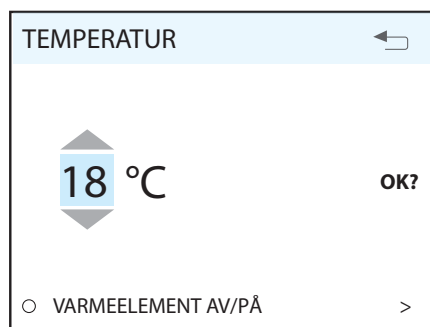 TEMPERATUR
18 °C
OK?
VARMEELEMENT AV/PÅ >